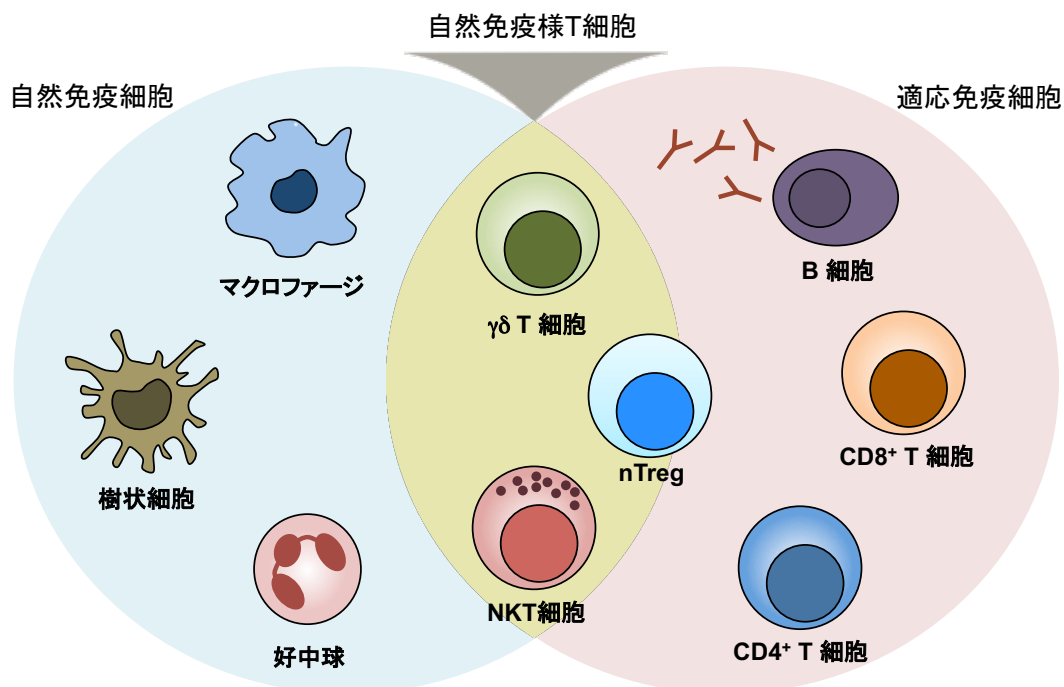 自然免疫様T細胞
自然免疫細胞
適応免疫細胞
マクロファージ
γδ T 細胞
B 細胞
樹状細胞
nTreg
CD8⁺ T 細胞
好中球
NKT細胞
CD4⁺ T 細胞